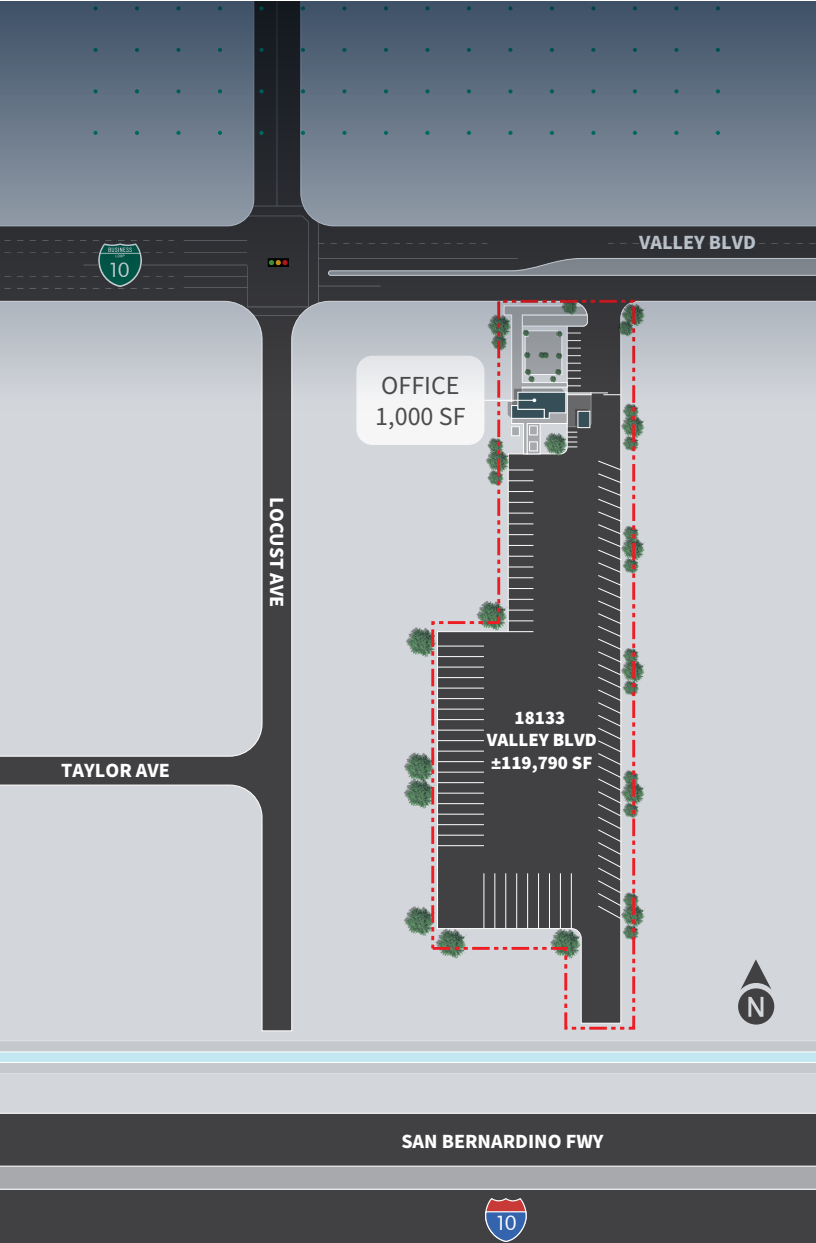 VALLEY BLVD
BUSINESS
LOOP
10
OFFICE
1,000 SF
LOCUST AVE
18133
VALLEY BLVD
±119,790 SF
TAYLOR AVE
N
SAN BERNARDINO FWY
10